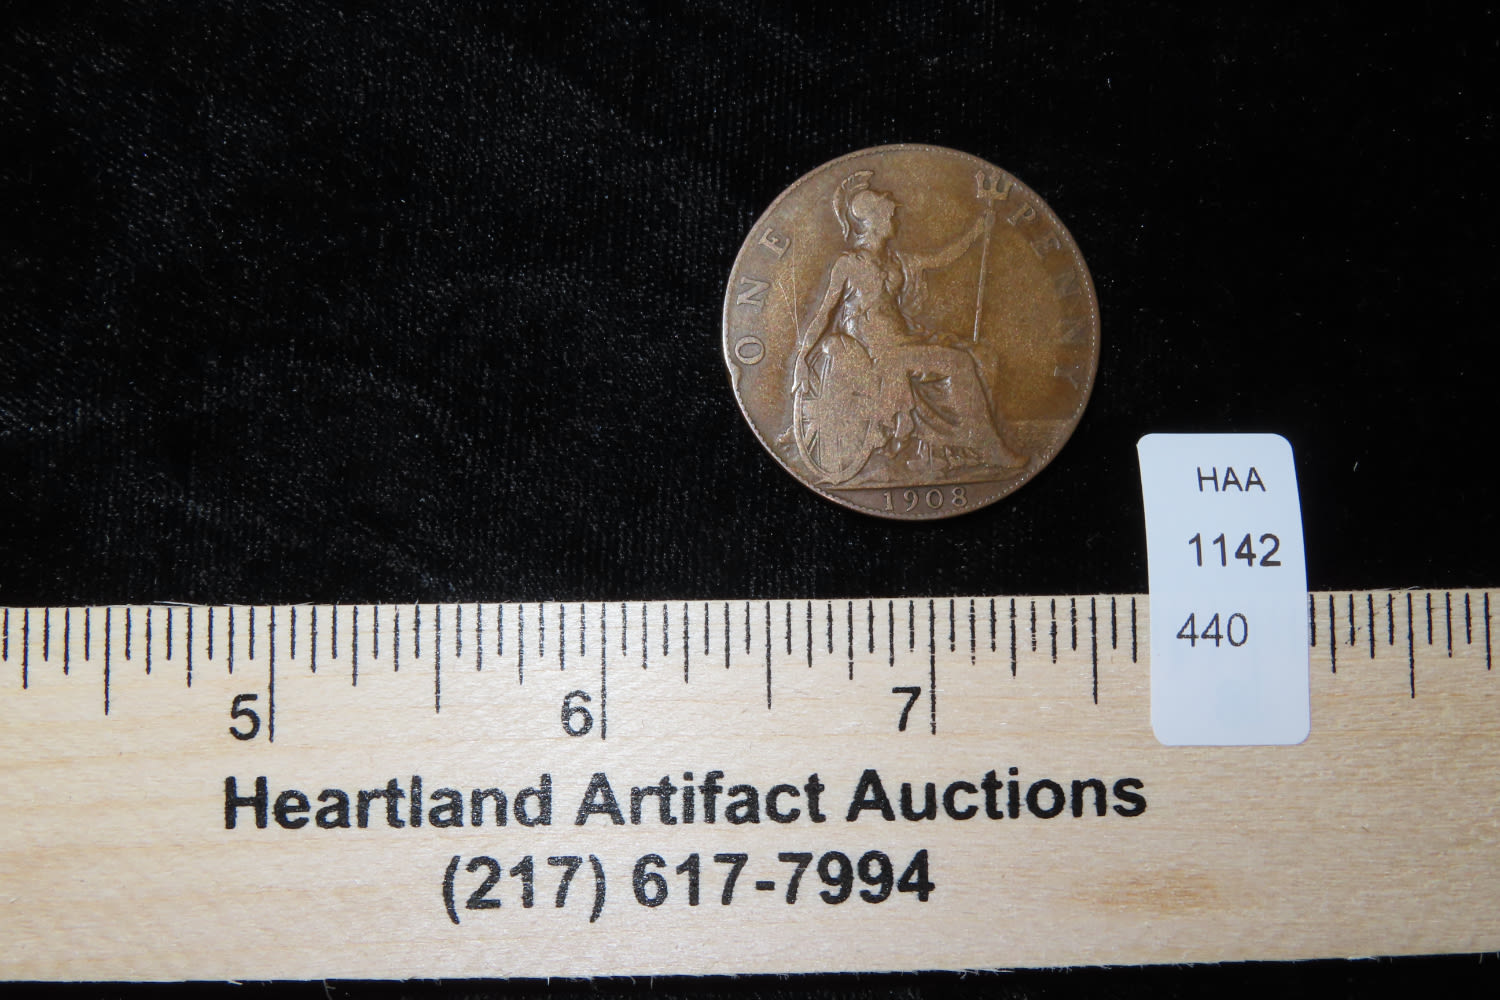 ONE PENNY
1908
HAA
1142
440
5 6 7
Heartland Artifact Auctions
(217) 617-7994